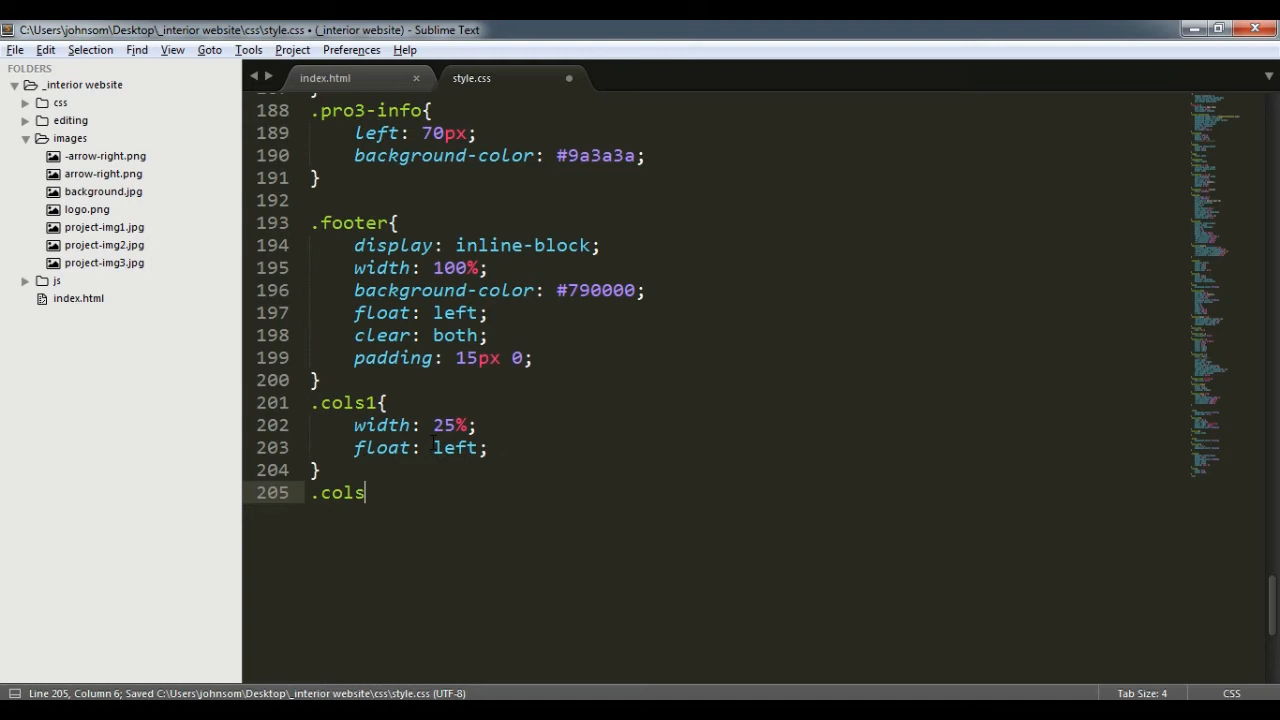 C:\Users\johnsom\Desktop\_interior website\css\style.css • (_interior website) - Sublime Text
File Edit Selection Find View Goto Tools Project Preferences Help
FOLDERS
_interior website
css
editing
images
-arrow-right.png
arrow-right.png
background.jpg
logo.png
project-img1.jpg
project-img2.jpg
project-img3.jpg
js
index.html
index.html
style.css
188 .pro3-info{
189 left: 70px;
190 background-color: #9a3a3a;
191 }
192
193 .footer{
194 display: inline-block;
195 width: 100%;
196 background-color: #790000;
197 float: left;
198 clear: both;
199 padding: 15px 0;
200 }
201 .cols1{
202 width: 25%;
203 float: left;
204 }
205 .cols
Line 205, Column 6; Saved C:\Users\johnsom\Desktop\_interior website\css\style.css (UTF-8)
Tab Size: 4
CSS